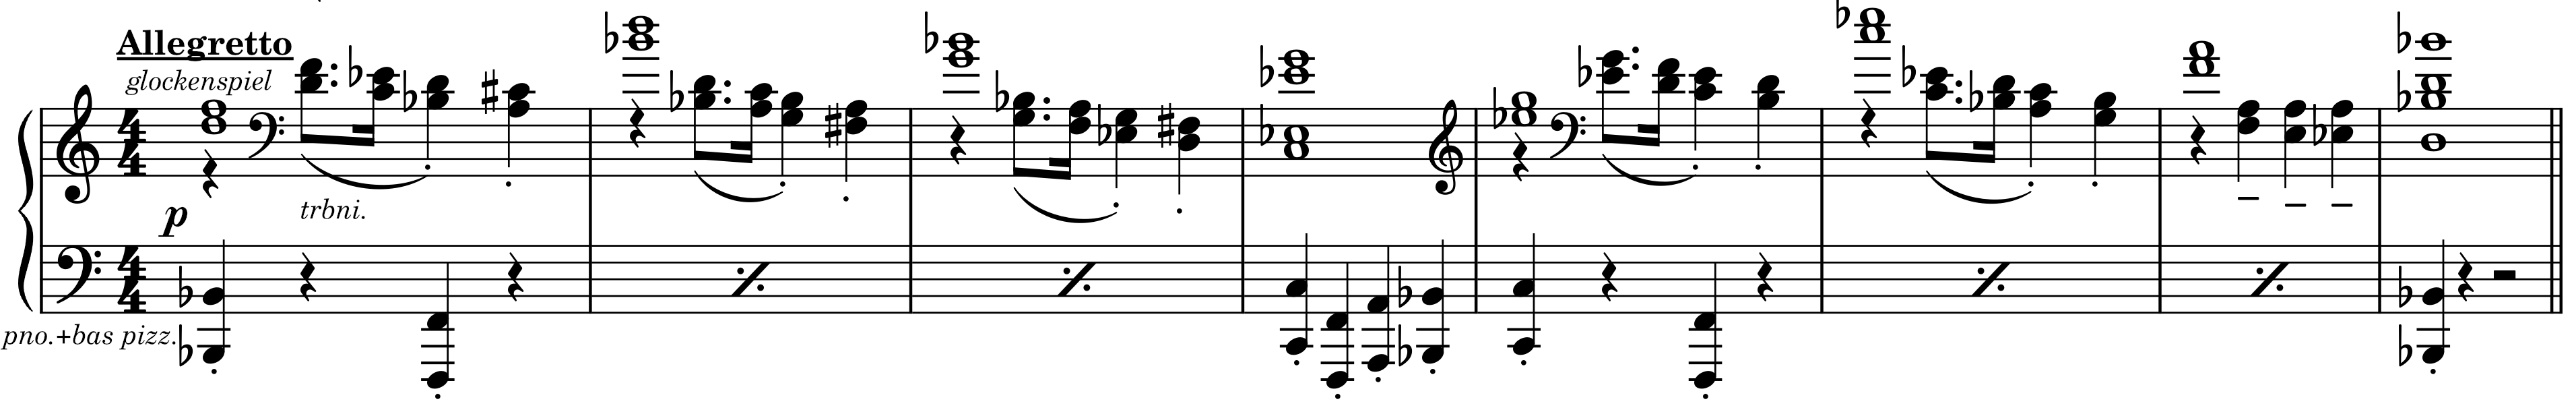 Allegretto
glockenspiel
trbni.
p
pno.+bas pizz.